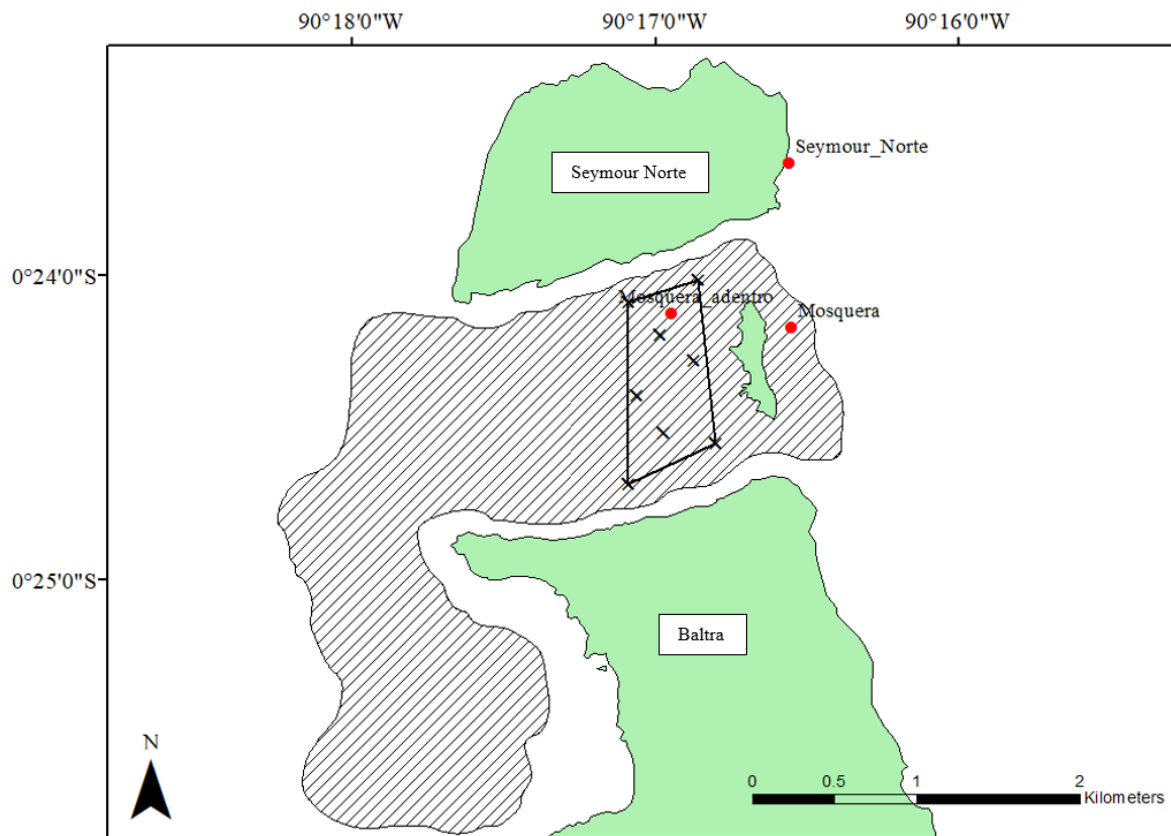 90°18'0"W 90°17'0"W 90°16'0"W
Seymour_Norte
Seymour Norte
0°24'0"S
Mosquera_adentro
Mosquera
0°25'0"S
Baltra
N
0 0.5 1 2
Kilometers